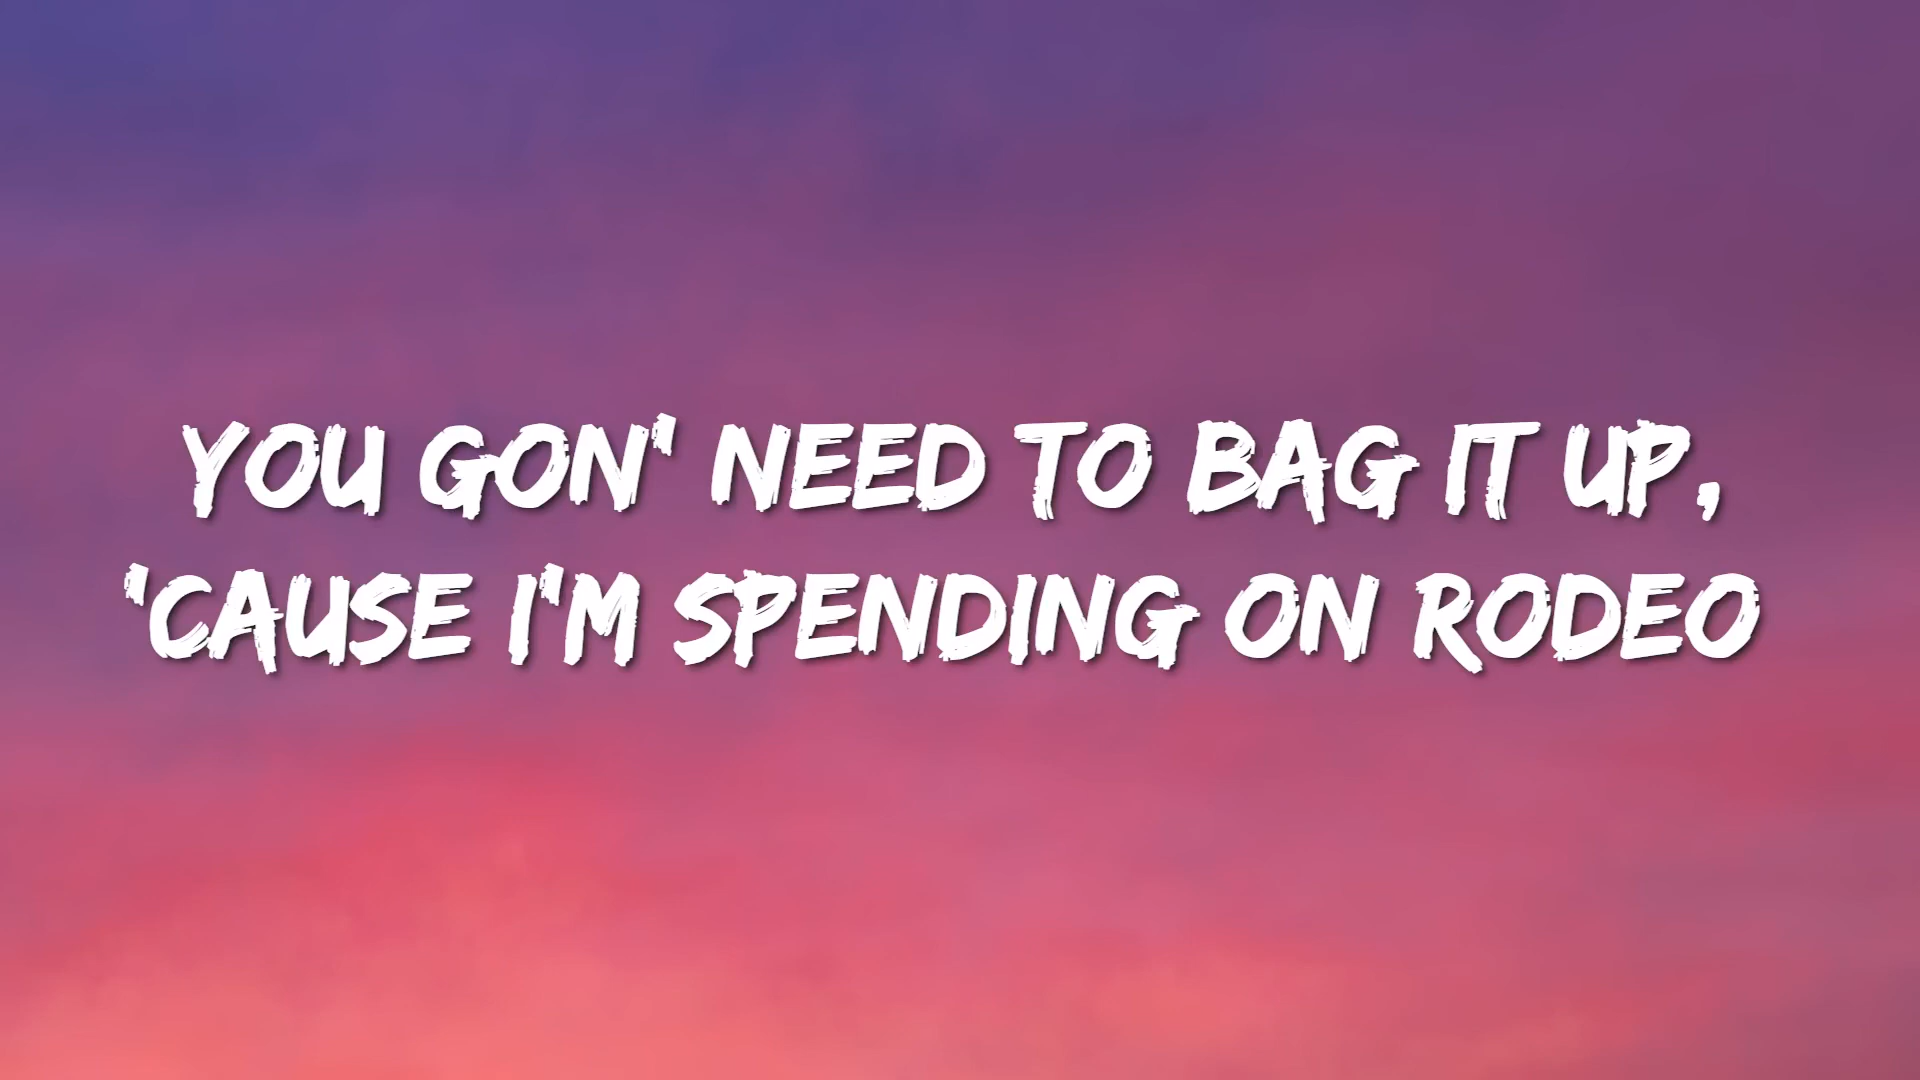 YOU GON' NEED TO BAG IT UP,
'CAUSE I'M SPENDING ON RODEO